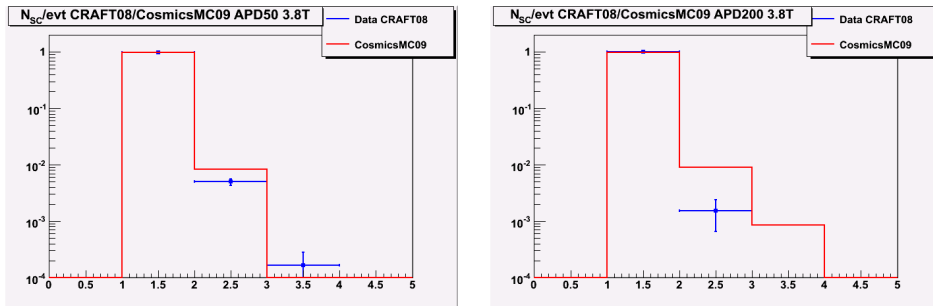 N_SC/evt CRAFT08/CosmicsMC09 APD50 3.8T
Data CRAFT08
CosmicsMC09
1
10^-1
10^-2
10^-3
10^-4
0 0.5 1 1.5 2 2.5 3 3.5 4 4.5 5
N_SC/evt CRAFT08/CosmicsMC09 APD200 3.8T
Data CRAFT08
CosmicsMC09
1
10^-1
10^-2
10^-3
10^-4
0 0.5 1 1.5 2 2.5 3 3.5 4 4.5 5